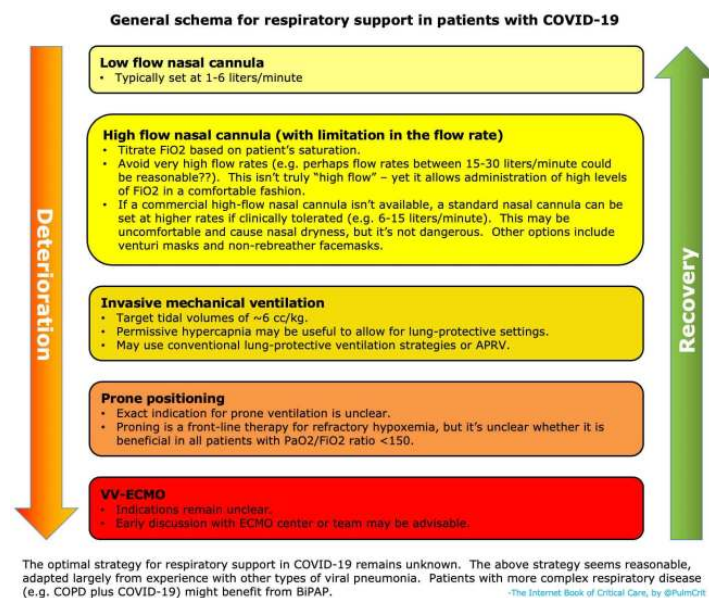 General schema for respiratory support in patients with COVID-19
Low flow nasal cannula
• Typically set at 1-6 liters/minute
High flow nasal cannula (with limitation in the flow rate)
• Titrate FiO2 based on patient's saturation.
• Avoid very high flow rates (e.g. perhaps flow rates between 15-30 liters/minute could
be reasonable??). This isn't truly "high flow" – yet it allows administration of high levels
of FiO2 in a comfortable fashion.
• If a commercial high-flow nasal cannula isn't available, a standard nasal cannula can be
set at higher rates if clinically tolerated (e.g. 6-15 liters/minute). This may be
uncomfortable and cause nasal dryness, but it's not dangerous. Other options include
venturi masks and non-rebreather facemasks.
Invasive mechanical ventilation
• Target tidal volumes of ~6 cc/kg.
• Permissive hypercapnia may be useful to allow for lung-protective settings.
• May use conventional lung-protective ventilation strategies or APRV.
Prone positioning
• Exact indication for prone ventilation is unclear.
• Proning is a front-line therapy for refractory hypoxemia, but it's unclear whether it is
beneficial in all patients with PaO2/FiO2 ratio <150.
VV-ECMO
• Indications remain unclear.
• Early discussion with ECMO center or team may be advisable.
Deterioration
Recovery
The optimal strategy for respiratory support in COVID-19 remains unknown. The above strategy seems reasonable,
adapted largely from experience with other types of viral pneumonia. Patients with more complex respiratory disease
(e.g. COPD plus COVID-19) might benefit from BiPAP.
-The Internet Book of Critical Care, by @PulmCrit